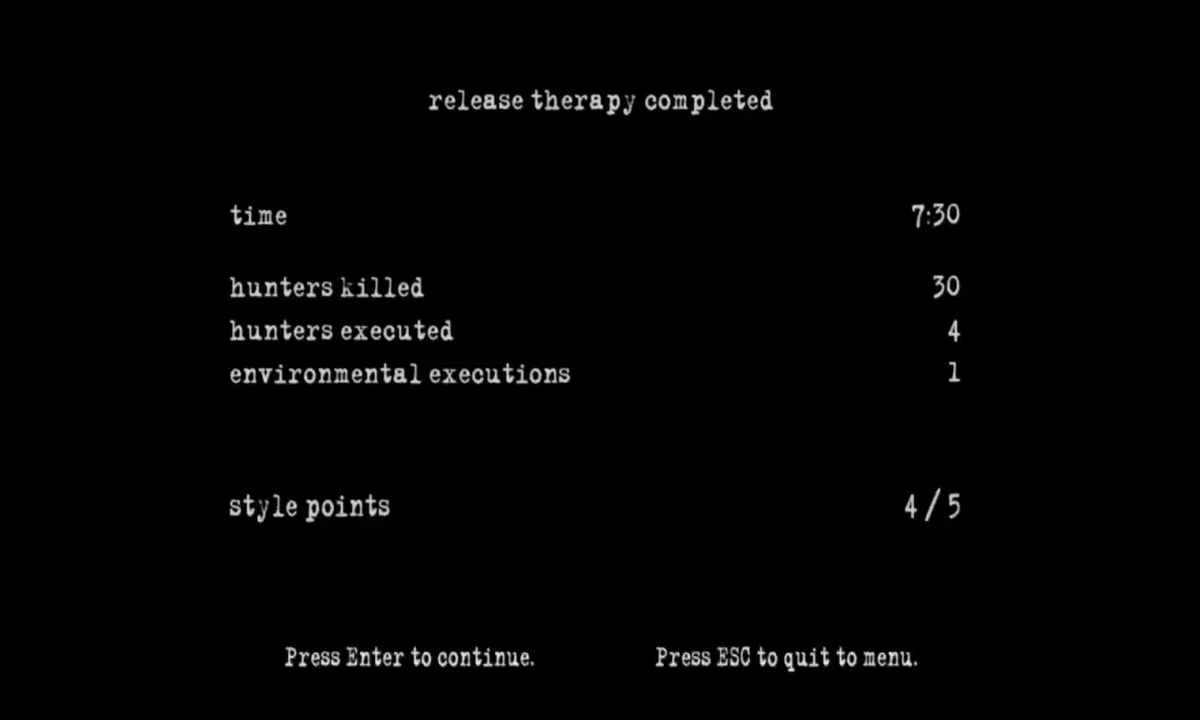 release therapy completed
time 7:30
hunters killed 30
hunters executed 4
environmental executions 1
style points 4 / 5
Press Enter to continue. Press ESC to quit to menu.